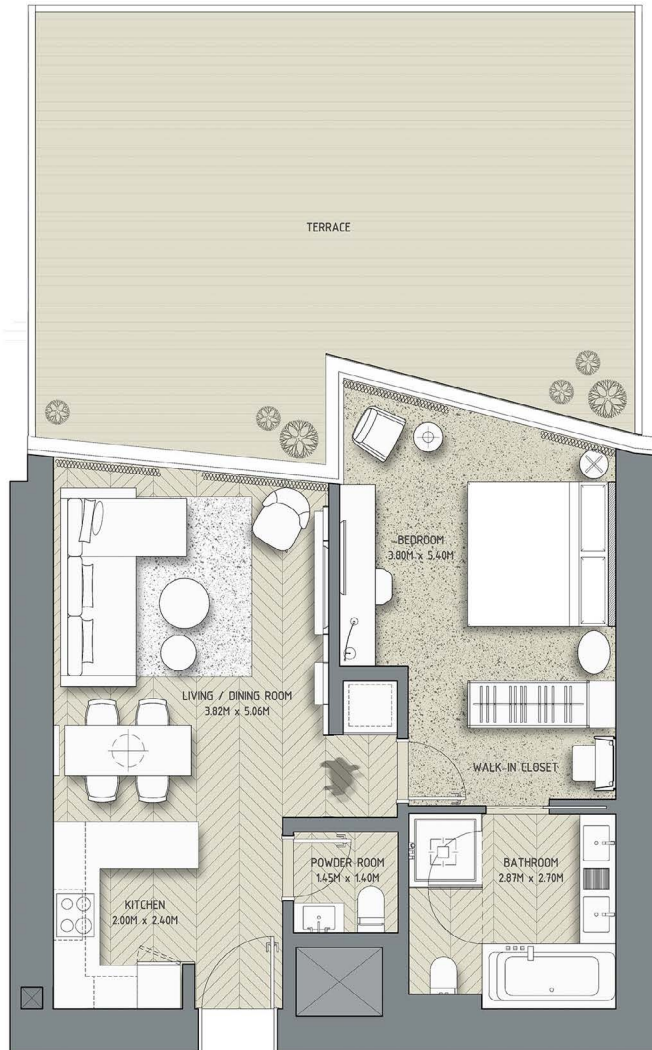 TERRACE
BEDROOM
3.80M x 5.40M
LIVING / DINING ROOM
3.82M x 5.06M
WALK-IN CLOSET
POWDER ROOM
1.45M x 1.40M
BATHROOM
2.87M x 2.70M
KITCHEN
2.00M x 2.40M